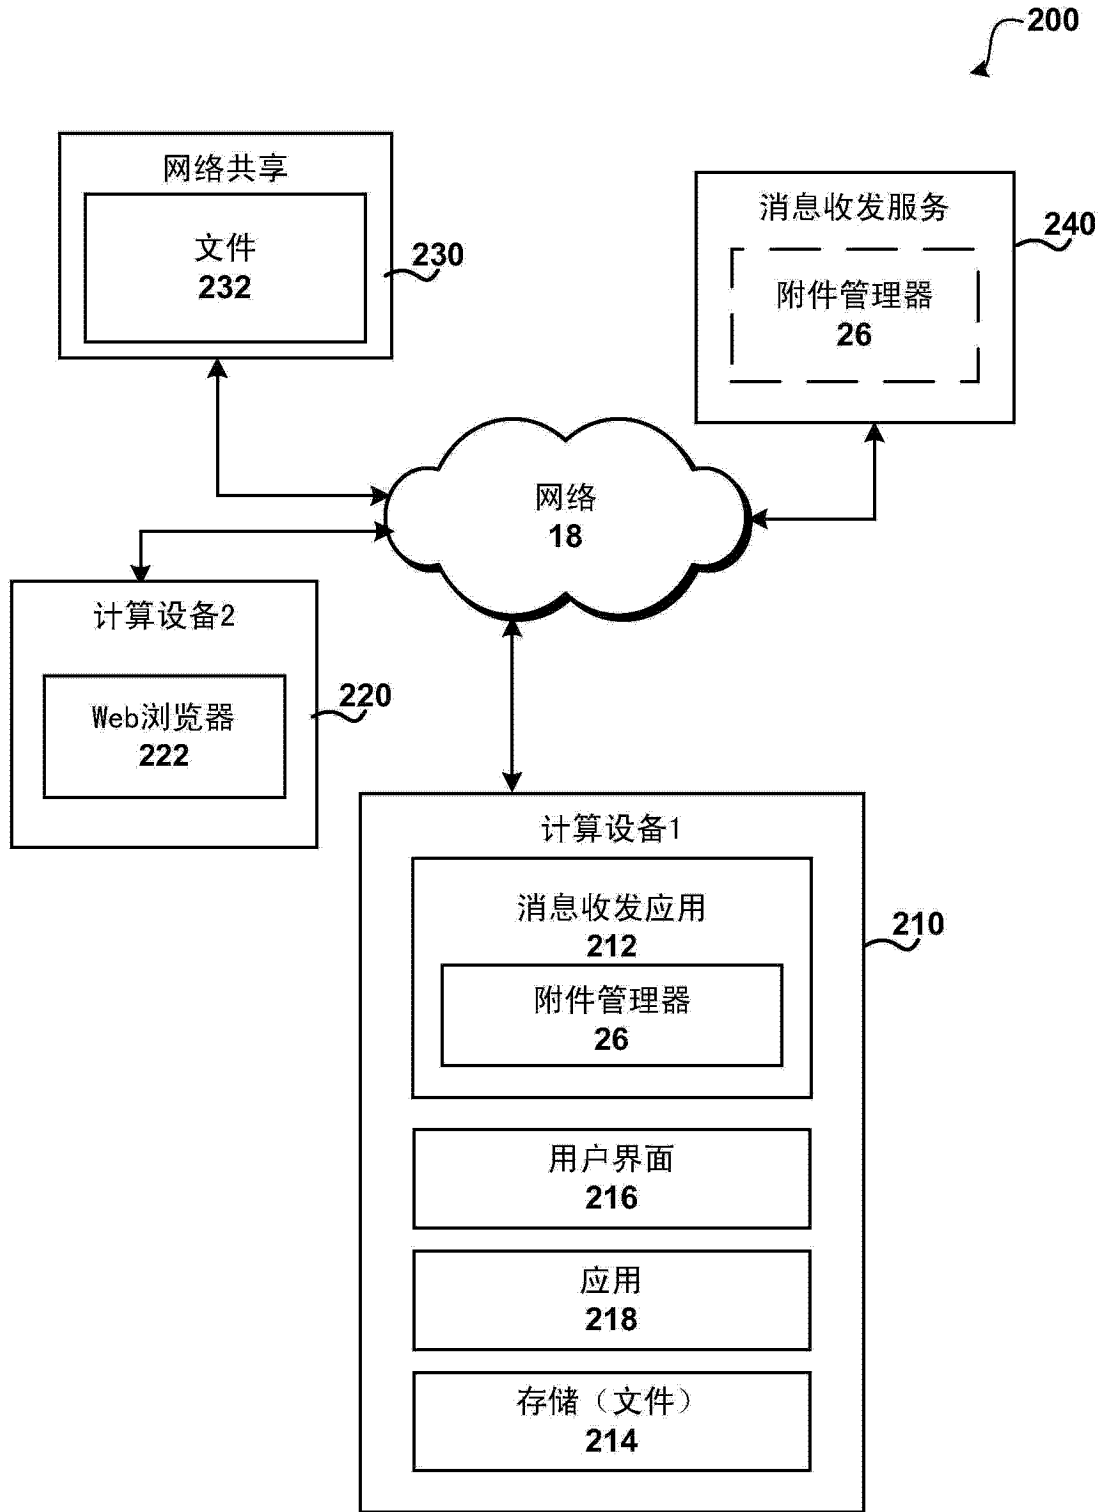 200
网络共享
文件
232
230
消息收发服务
240
附件管理器
26
网络
18
计算设备2
Web浏览器
222
220
计算设备1
消息收发应用
212
210
附件管理器
26
用户界面
216
应用
218
存储（文件）
214